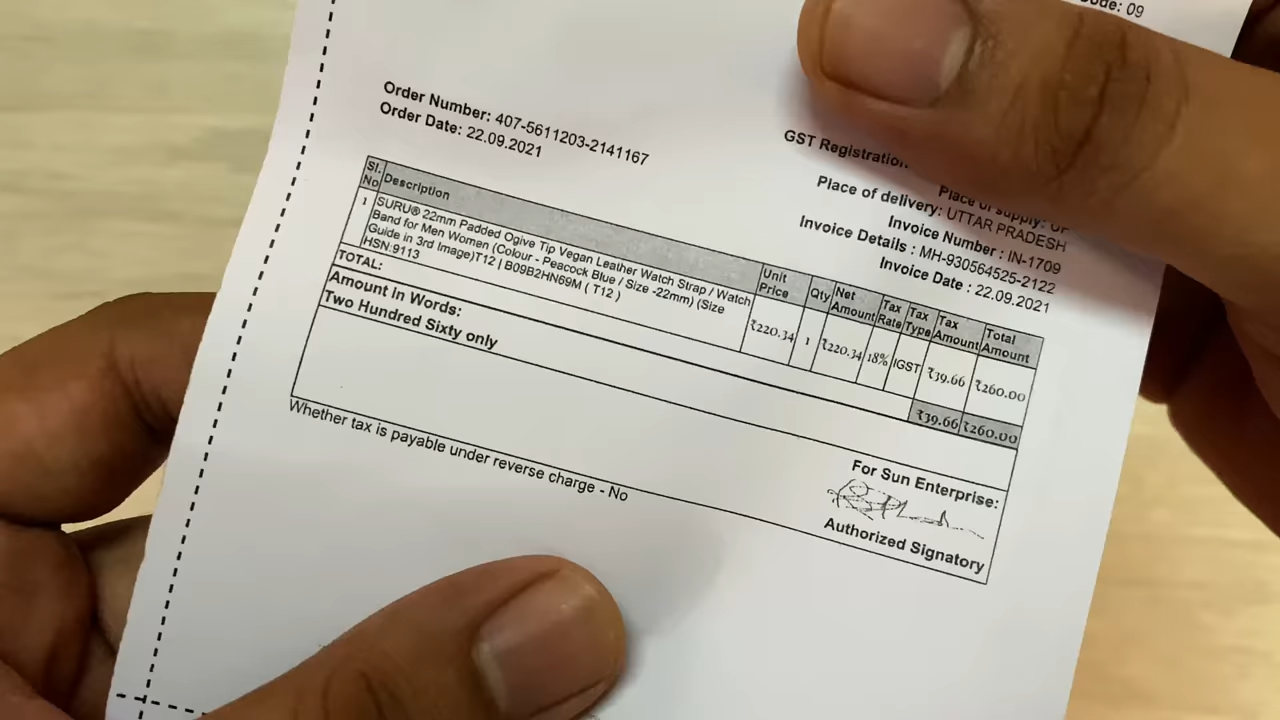 Code: 09
Order Number: 407-5611203-2141167
Order Date: 22.09.2021
GST Registration
Place of supply: UP
Place of delivery: UTTAR PRADESH
Invoice Number : IN-1709
Invoice Details : MH-930564525-2122
Invoice Date : 22.09.2021
Sl. No Description Unit Price Qty Net Amount Tax Rate Tax Type Tax Amount Total Amount
1 SURU® 22mm Padded Ogive Tip Vegan Leather Watch Strap / Watch
Band for Men Women (Colour - Peacock Blue / Size -22mm) (Size
Guide in 3rd Image)T12 | B09B2HN69M ( T12 )
HSN:9113
₹220.34 1 ₹220.34 18% IGST ₹39.66 ₹260.00
TOTAL: ₹39.66 ₹260.00
Amount In Words:
Two Hundred Sixty only
For Sun Enterprise:
Authorized Signatory
Whether tax is payable under reverse charge - No